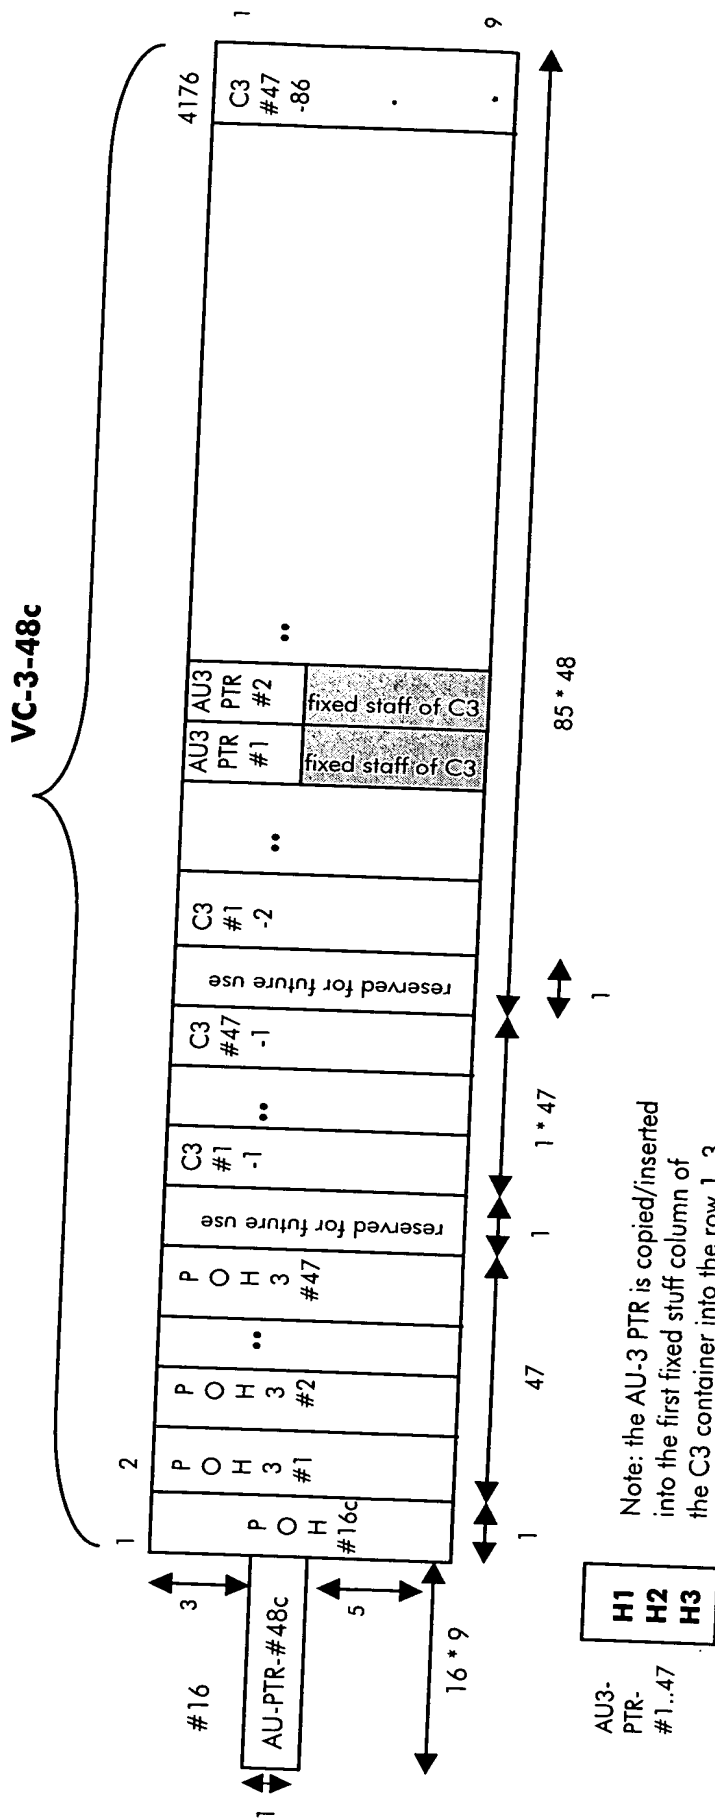 VC-3-48c
#16
1
2
4176
1
AU-PTR-#48c
3
1
5
16 * 9
P
O
H
#16c
P
O
H
3
#1
P
O
H
3
#2
••
P
O
H
3
#47
reserved for future use
C3
#1
-1
••
C3
#47
-1
reserved for future use
C3
#1
-2
••
AU3
PTR
#1
fixed staff of C3
AU3
PTR
#2
fixed staff of C3
••
C3
#47
-86
.
.
9
1
47
1
1 * 47
1
85 * 48
AU3-
PTR-
#1..47
H1
H2
H3
Note: the AU-3 PTR is copied/inserted
into the first fixed stuff column of
the C3 container into the row 1..3